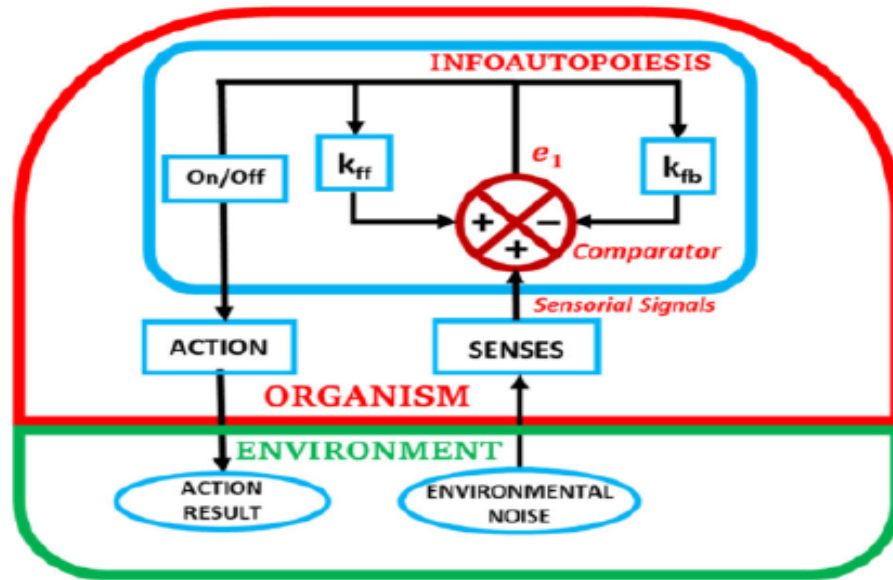 INFOAUTOPOIESIS
On/Off
kff
e1
kfb
+
−
+
Comparator
Sensorial Signals
ACTION
SENSES
ORGANISM
ENVIRONMENT
ACTION
RESULT
ENVIRONMENTAL
NOISE